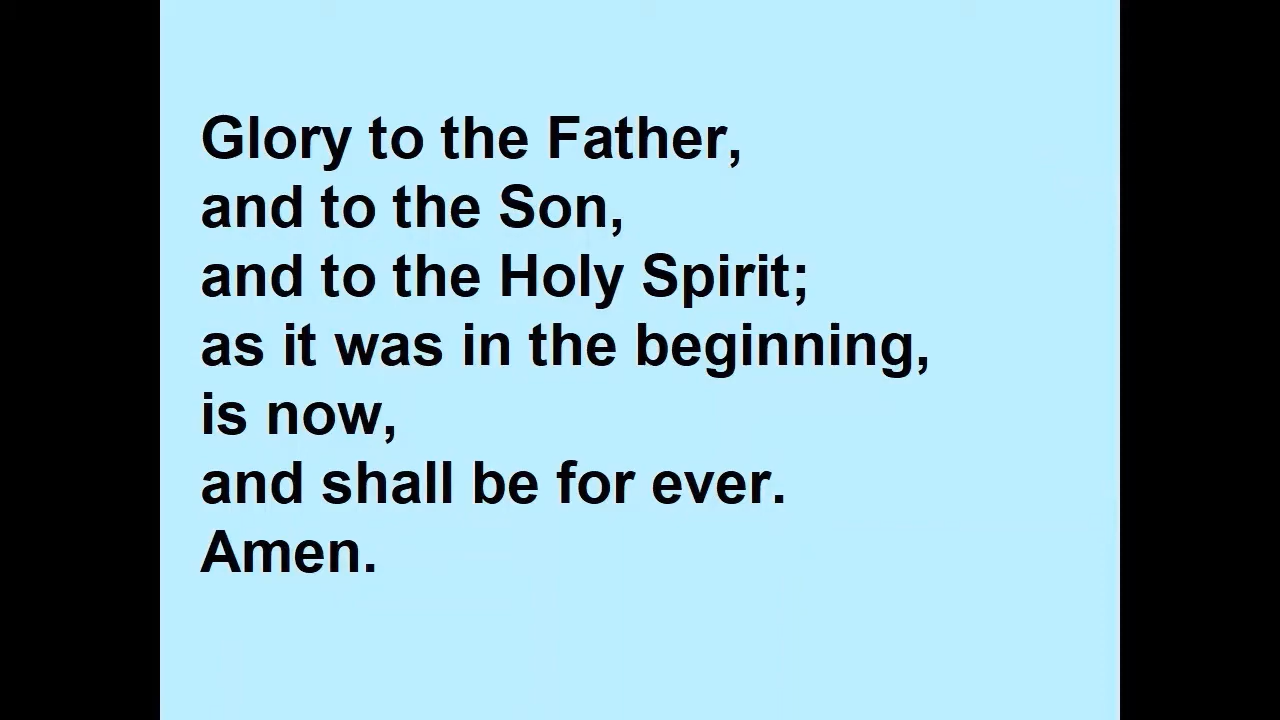 Glory to the Father,
and to the Son,
and to the Holy Spirit;
as it was in the beginning,
is now,
and shall be for ever.
Amen.